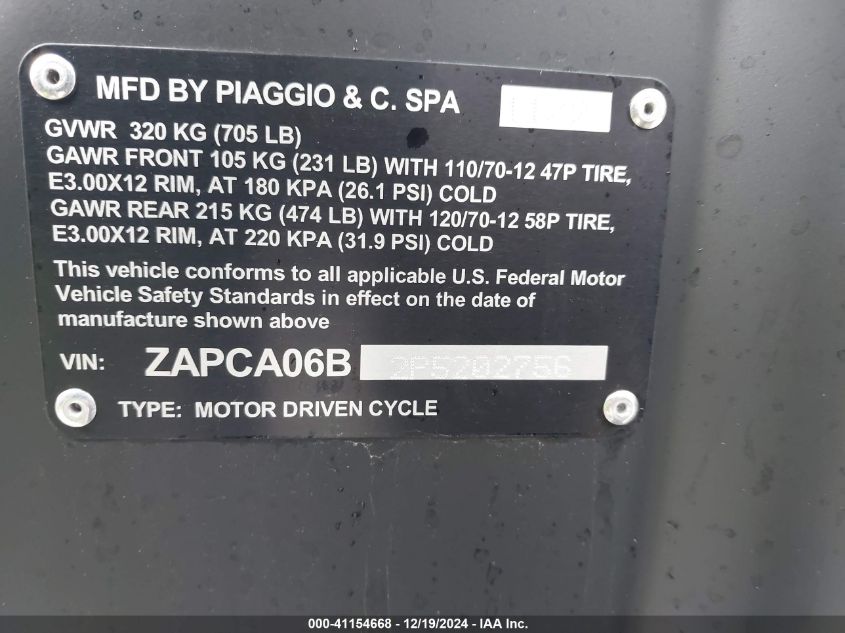 MFD BY PIAGGIO & C. SPA
GVWR 320 KG (705 LB)
GAWR FRONT 105 KG (231 LB) WITH 110/70-12 47P TIRE,
E3.00X12 RIM, AT 180 KPA (26.1 PSI) COLD
GAWR REAR 215 KG (474 LB) WITH 120/70-12 58P TIRE,
E3.00X12 RIM, AT 220 KPA (31.9 PSI) COLD
This vehicle conforms to all applicable U.S. Federal Motor
Vehicle Safety Standards in effect on the date of
manufacture shown above
VIN: ZAPCA06B 2P5202756
TYPE: MOTOR DRIVEN CYCLE
000-41154668 - 12/19/2024 - IAA Inc.